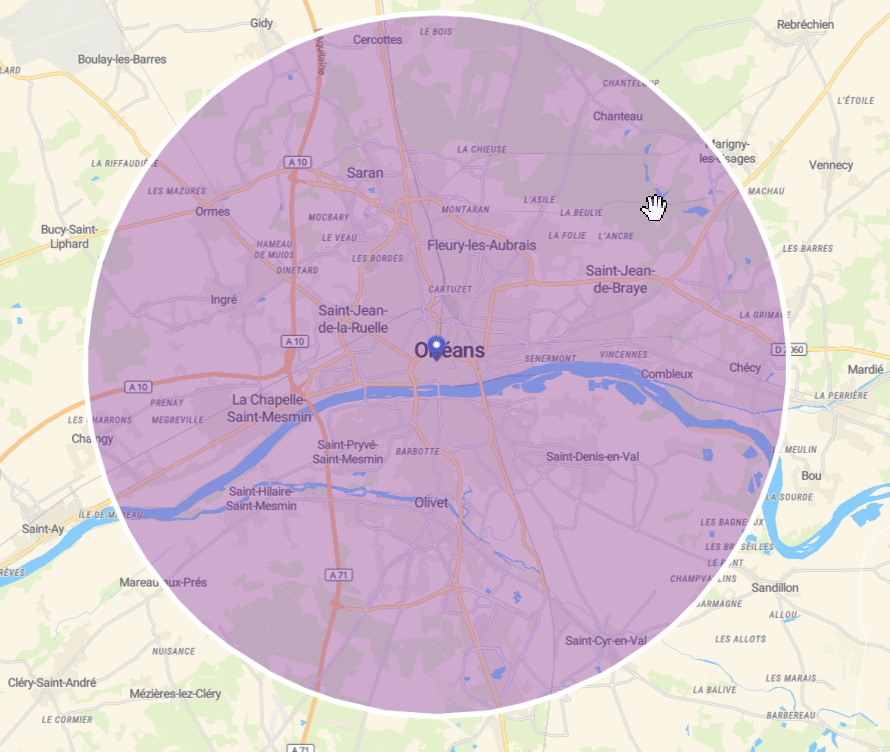 Gidy
Cercottes
LE BOIS
Rebréchien
Boulay-les-Barres
LARD
CHANTELOUP
L'ÉTOILE
Chanteau
LA CHIEUSE
Marigny-
les-Usages
LA RIFFAUDIÈRE
A 10
Vennecy
Saran
LES MAZURES
MACHAU
L'ASILE
Ormes
MOCBARY
MONTARAN
LA BEULIE
Bucy-Saint-
Liphard
LE VEAU
LA FOLIE
L'ANCRE
HAMEAU
DE MUIDS
Fleury-les-Aubrais
LES BARRES
LES BORDES
DINETARD
Saint-Jean-
de-Braye
CARTUZET
Ingré
Saint-Jean-
de-la-Ruelle
LA GRIMAGE
A 10
Orléans
D 2060
SENERMONT
VINCENNES
Combleux
Chécy
Mardié
A 10
LA PERRIÈRE
PRENAY
La Chapelle-
Saint-Mesmin
LES CHARRONS
MEGREVILLE
Chaingy
Saint-Pryvé-
Saint-Mesmin
BARBOTTE
Saint-Denis-en-Val
LE MEULIN
Bou
Saint-Hilaire-
Saint-Mesmin
LA SOURDE
Olivet
ÎLE DE MAREAU
Saint-Ay
LES BAGNEAUX
LES BRUSEILLES
LE PONT
RÊVES
Mareau-aux-Prés
A 71
CHAMPVALLINS
Sandillon
MARMAGNE
ALLOU
Saint-Cyr-en-Val
LES ALLOTS
NUISANCE
Cléry-Saint-André
Mézières-lez-Cléry
LES MARAIS
LA BALIVE
LE CORMIER
BARBEREAU
A 71